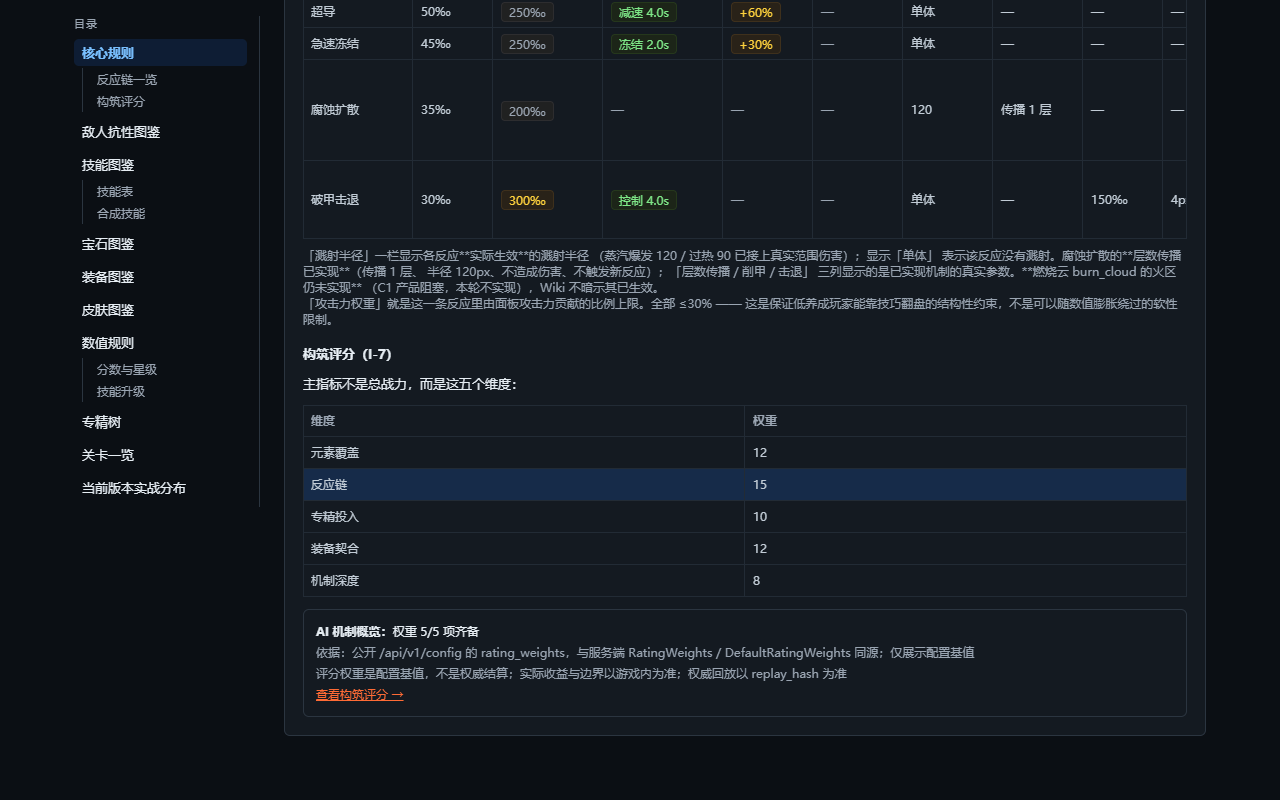 目录
核心规则
反应链一览
构筑评分
敌人抗性图鉴
技能图鉴
技能表
合成技能
宝石图鉴
装备图鉴
皮肤图鉴
数值规则
分数与星级
技能升级
专精树
关卡一览
当前版本实战分布
超导 50‰ 250‰ 减速 4.0s +60% — 单体 — — —
急速冻结 45‰ 250‰ 冻结 2.0s +30% — 单体 — — —
腐蚀扩散 35‰ 200‰ — — — 120 传播 1 层 — —
破甲击退 30‰ 300‰ 控制 4.0s — — 单体 — 150‰ 4p
「溅射半径」一栏显示各反应**实际生效**的溅射半径 （蒸汽爆发 120 / 过热 90 已接上真实范围伤害）；显示「单体」 表示该反应没有溅射。腐蚀扩散的**层数传播
已实现**（传播 1 层、 半径 120px、不造成伤害、不触发新反应）；「层数传播 / 削甲 / 击退」 三列显示的是已实现机制的真实参数。**燃烧云 burn_cloud 的火区
仍未实现** （C1 产品阻塞，本轮不实现），Wiki 不暗示其已生效。
「攻击力权重」就是这一条反应里由面板攻击力贡献的比例上限。全部 ≤30% —— 这是保证低养成玩家能靠技巧翻盘的结构性约束，不是可以随数值膨胀绕过的软性
限制。
构筑评分（I-7）
主指标不是总战力，而是这五个维度：
维度 权重
元素覆盖 12
反应链 15
专精投入 10
装备契合 12
机制深度 8
AI 机制概览：权重 5/5 项齐备
依据：公开 /api/v1/config 的 rating_weights，与服务端 RatingWeights / DefaultRatingWeights 同源；仅展示配置基值
评分权重是配置基值，不是权威结算；实际收益与边界以游戏内为准；权威回放以 replay_hash 为准
查看构筑评分 →